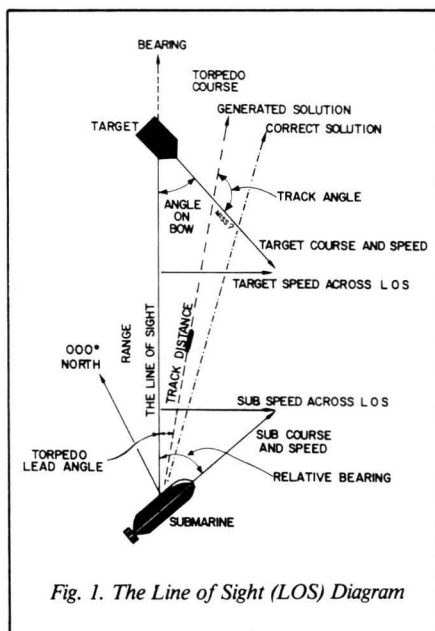 BEARING
TORPEDO
COURSE
GENERATED SOLUTION
CORRECT SOLUTION
TARGET
TRACK ANGLE
ANGLE
ON
BOW
MISS?
TARGET COURSE AND SPEED
TARGET SPEED ACROSS L O S
000°
NORTH
RANGE
THE LINE OF SIGHT
TRACK DISTANCE
SUB SPEED ACROSS L O S
SUB COURSE
AND SPEED
TORPEDO
LEAD ANGLE
RELATIVE BEARING
SUBMARINE
Fig. 1. The Line of Sight (LOS) Diagram